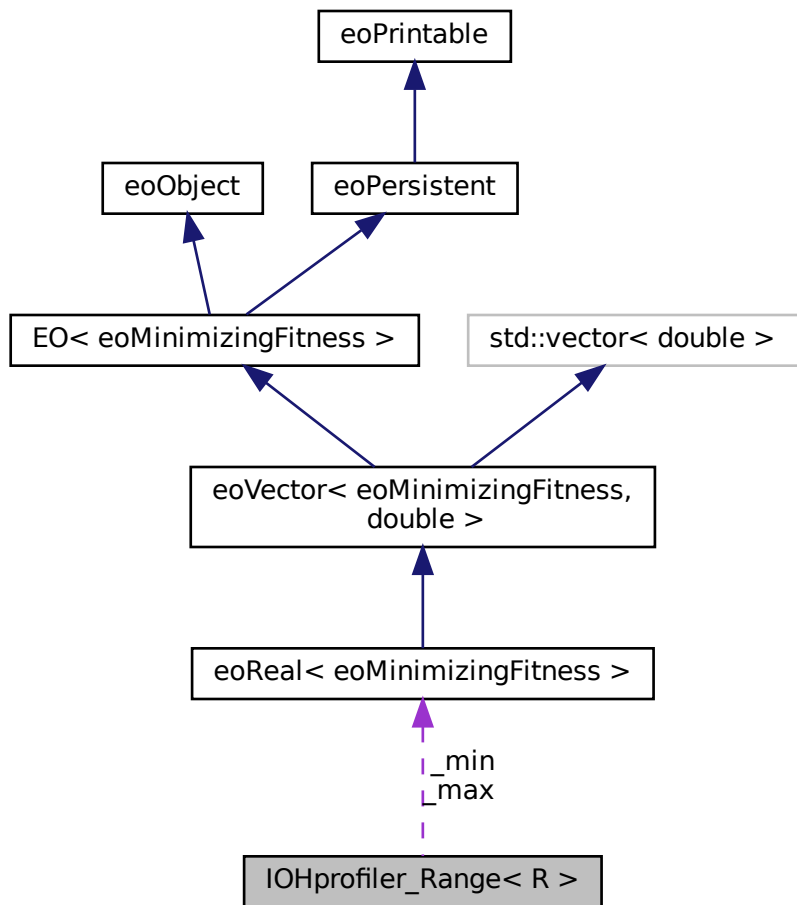 eoPrintable
eoObject
eoPersistent
EO< eoMinimizingFitness >
std::vector< double >
eoVector< eoMinimizingFitness,
double >
eoReal< eoMinimizingFitness >
_min
_max
IOHprofiler_Range< R >